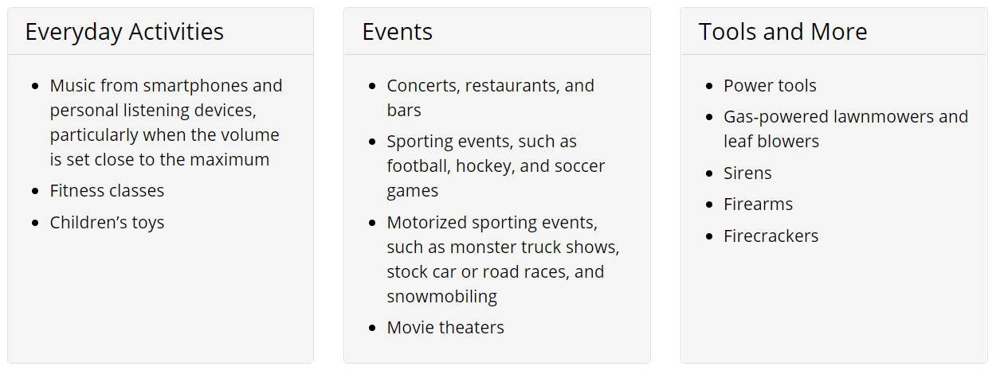 Everyday Activities
Music from smartphones and
personal listening devices,
particularly when the volume
is set close to the maximum
Fitness classes
Children’s toys
Events
Concerts, restaurants, and
bars
Sporting events, such as
football, hockey, and soccer
games
Motorized sporting events,
such as monster truck shows,
stock car or road races, and
snowmobiling
Movie theaters
Tools and More
Power tools
Gas-powered lawnmowers and
leaf blowers
Sirens
Firearms
Firecrackers